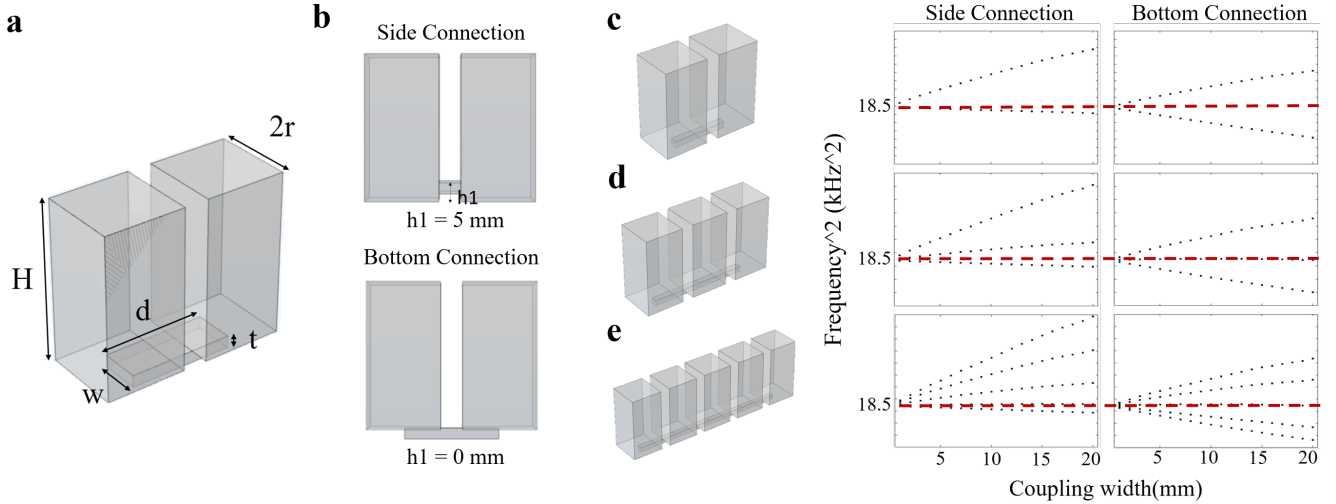 a
2r
H
d
t
w
b
Side Connection
h1
h1 = 5 mm
Bottom Connection
h1 = 0 mm
c
d
e
Side Connection
Bottom Connection
Frequency^2 (kHz^2)
18.5
18.5
18.5
5
10
15
20
5
10
15
20
Coupling width(mm)